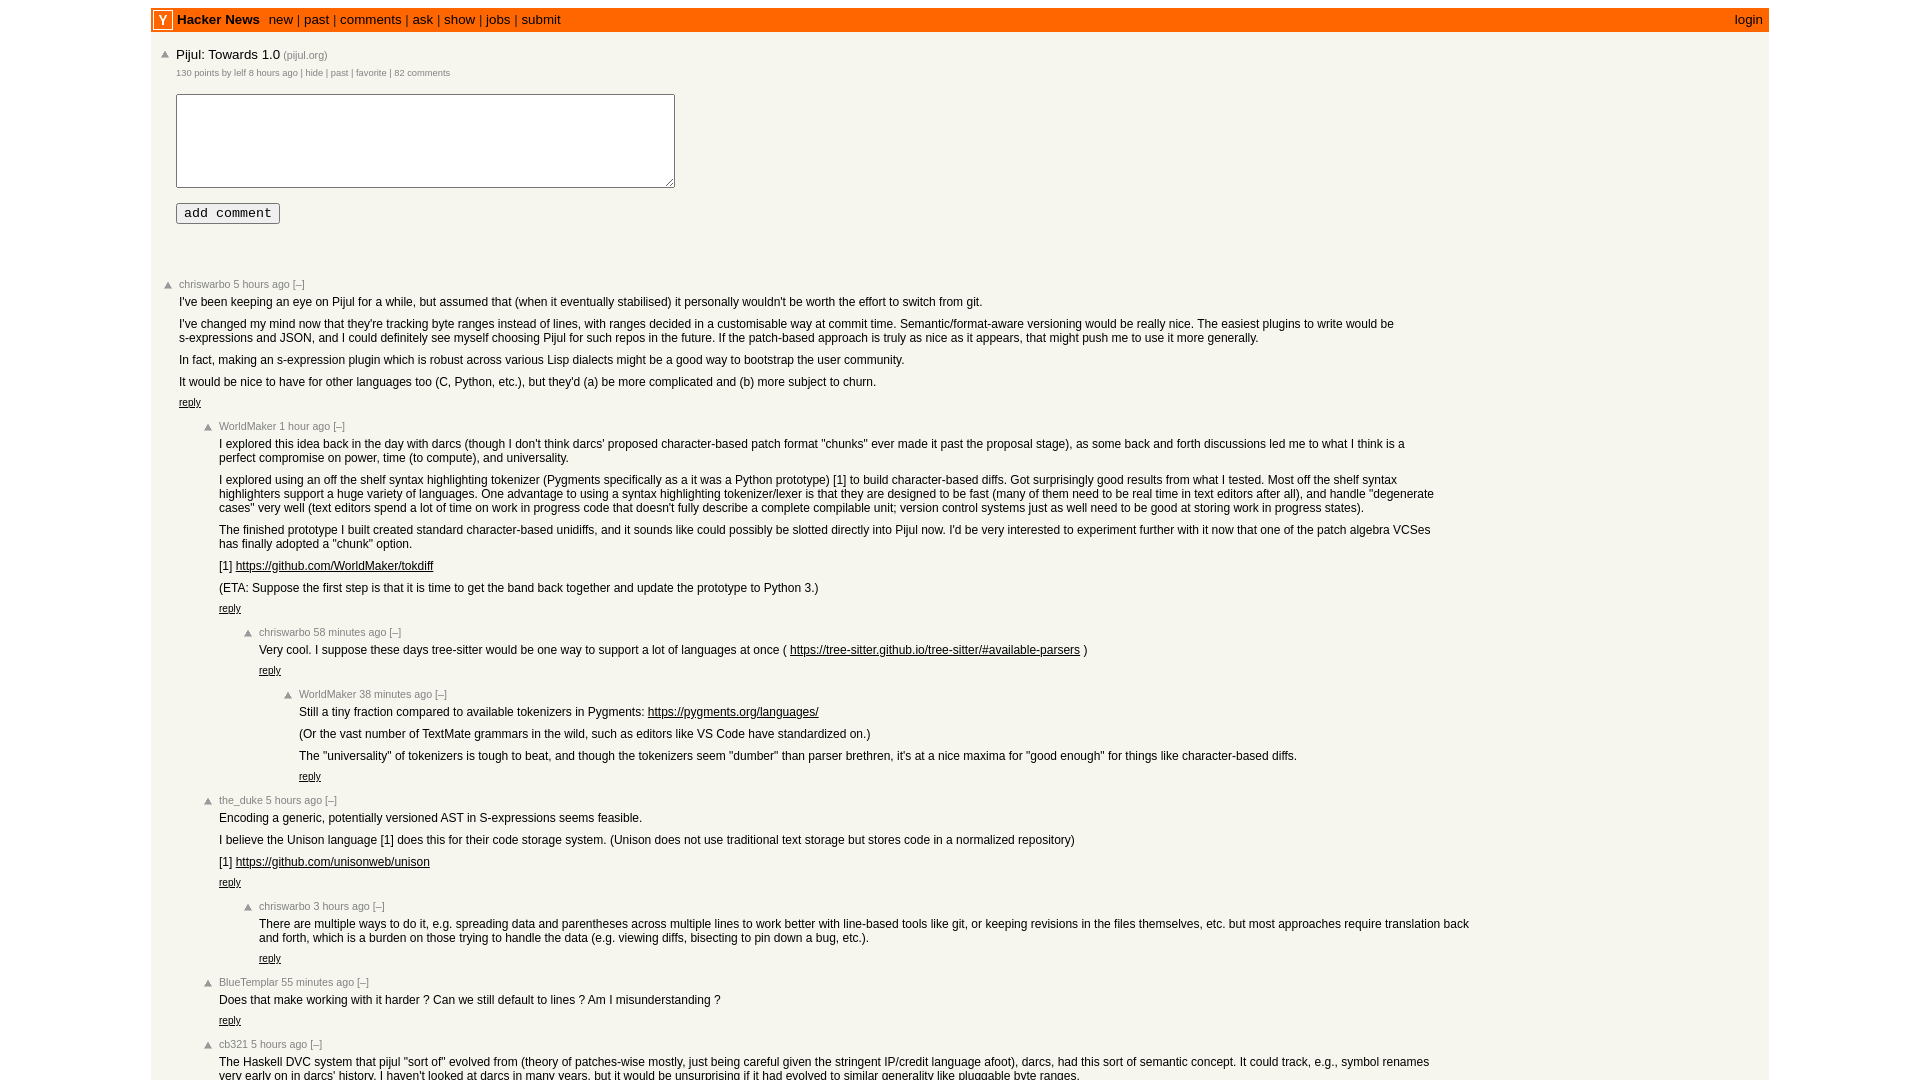 Y Hacker News new | past | comments | ask | show | jobs | submit login
Pijul: Towards 1.0 (pijul.org)
130 points by lelf 8 hours ago | hide | past | favorite | 82 comments
add comment
chriswarbo 5 hours ago [–]
I've been keeping an eye on Pijul for a while, but assumed that (when it eventually stabilised) it personally wouldn't be worth the effort to switch from git.
I've changed my mind now that they're tracking byte ranges instead of lines, with ranges decided in a customisable way at commit time. Semantic/format-aware versioning would be really nice. The easiest plugins to write would be
s-expressions and JSON, and I could definitely see myself choosing Pijul for such repos in the future. If the patch-based approach is truly as nice as it appears, that might push me to use it more generally.
In fact, making an s-expression plugin which is robust across various Lisp dialects might be a good way to bootstrap the user community.
It would be nice to have for other languages too (C, Python, etc.), but they'd (a) be more complicated and (b) more subject to churn.
reply
WorldMaker 1 hour ago [–]
I explored this idea back in the day with darcs (though I don't think darcs' proposed character-based patch format "chunks" ever made it past the proposal stage), as some back and forth discussions led me to what I think is a
perfect compromise on power, time (to compute), and universality.
I explored using an off the shelf syntax highlighting tokenizer (Pygments specifically as a it was a Python prototype) [1] to build character-based diffs. Got surprisingly good results from what I tested. Most off the shelf syntax
highlighters support a huge variety of languages. One advantage to using a syntax highlighting tokenizer/lexer is that they are designed to be fast (many of them need to be real time in text editors after all), and handle "degenerate
cases" very well (text editors spend a lot of time on work in progress code that doesn't fully describe a complete compilable unit; version control systems just as well need to be good at storing work in progress states).
The finished prototype I built created standard character-based unidiffs, and it sounds like could possibly be slotted directly into Pijul now. I'd be very interested to experiment further with it now that one of the patch algebra VCSes
has finally adopted a "chunk" option.
[1] https://github.com/WorldMaker/tokdiff
(ETA: Suppose the first step is that it is time to get the band back together and update the prototype to Python 3.)
reply
chriswarbo 58 minutes ago [–]
Very cool. I suppose these days tree-sitter would be one way to support a lot of languages at once ( https://tree-sitter.github.io/tree-sitter/#available-parsers )
reply
WorldMaker 38 minutes ago [–]
Still a tiny fraction compared to available tokenizers in Pygments: https://pygments.org/languages/
(Or the vast number of TextMate grammars in the wild, such as editors like VS Code have standardized on.)
The "universality" of tokenizers is tough to beat, and though the tokenizers seem "dumber" than parser brethren, it's at a nice maxima for "good enough" for things like character-based diffs.
reply
the_duke 5 hours ago [–]
Encoding a generic, potentially versioned AST in S-expressions seems feasible.
I believe the Unison language [1] does this for their code storage system. (Unison does not use traditional text storage but stores code in a normalized repository)
[1] https://github.com/unisonweb/unison
reply
chriswarbo 3 hours ago [–]
There are multiple ways to do it, e.g. spreading data and parentheses across multiple lines to work better with line-based tools like git, or keeping revisions in the files themselves, etc. but most approaches require translation back
and forth, which is a burden on those trying to handle the data (e.g. viewing diffs, bisecting to pin down a bug, etc.).
reply
BlueTemplar 55 minutes ago [–]
Does that make working with it harder ? Can we still default to lines ? Am I misunderstanding ?
reply
cb321 5 hours ago [–]
The Haskell DVC system that pijul "sort of" evolved from (theory of patches-wise mostly, just being careful given the stringent IP/credit language afoot), darcs, had this sort of semantic concept. It could track, e.g., symbol renames
very early on in darcs' history. I haven't looked at darcs in many years, but it would be unsurprising if it had evolved to similar generality like pluggable byte ranges.